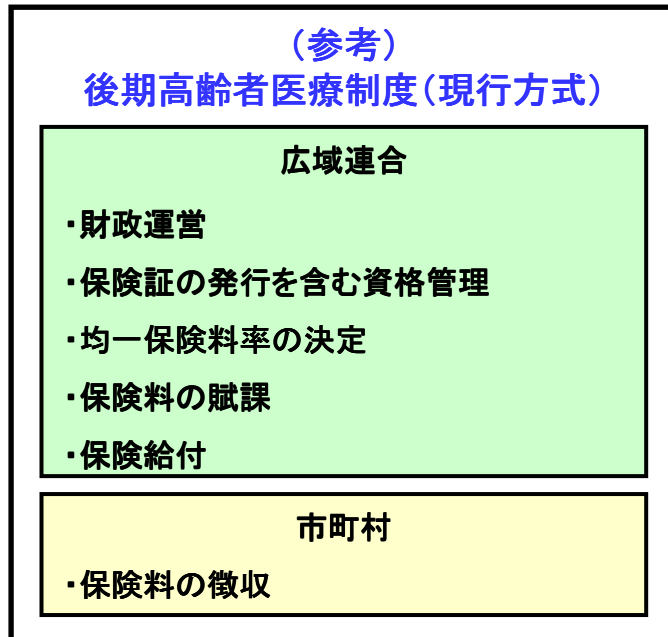 （参考）
後期高齢者医療制度（現行方式）
広域連合
・財政運営
・保険証の発行を含む資格管理
・均一保険料率の決定
・保険料の賦課
・保険給付
市町村
・保険料の徴収